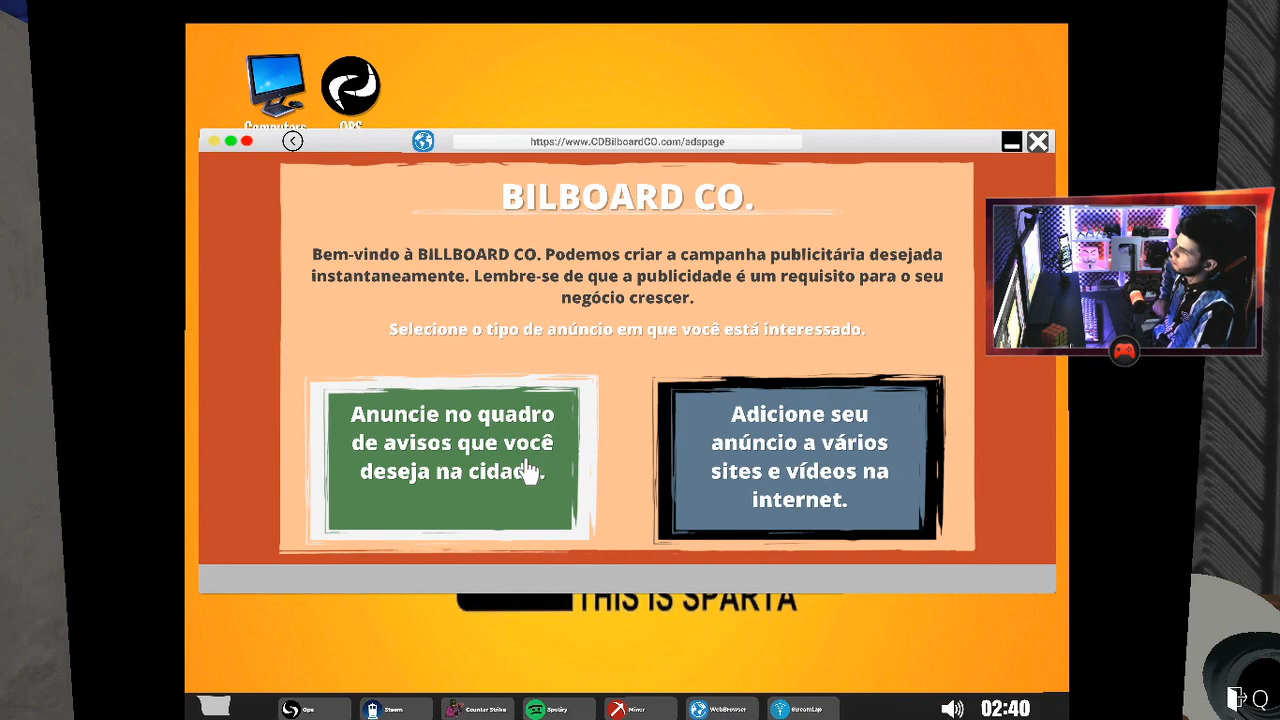 https://www.CDBilboardCO.com/adspage
BILBOARD CO.
Bem-vindo à BILLBOARD CO. Podemos criar a campanha publicitária desejada
instantaneamente. Lembre-se de que a publicidade é um requisito para o seu
negócio crescer.
Selecione o tipo de anúncio em que você está interessado.
Anuncie no quadro
de avisos que você
deseja na cidade.
Adicione seu
anúncio a vários
sites e vídeos na
internet.
THIS IS SPARTA
Ops
Steem
Counter Strike
Spotiry
Miner
WebBrowser
StreamLap
02:40
Q